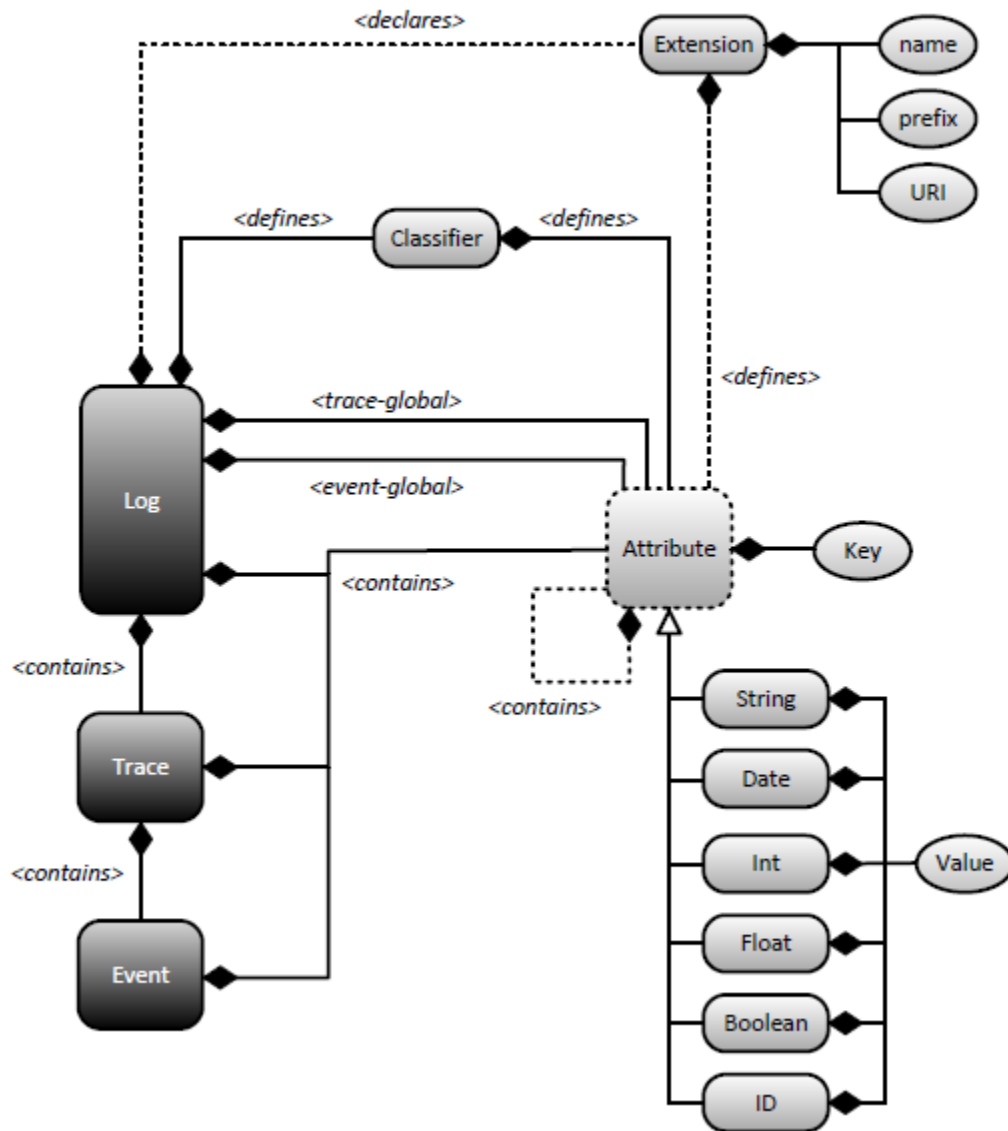 <declares>
Extension
name
prefix
URI
<defines>
Classifier
<defines>
<defines>
<trace-global>
<event-global>
Log
Attribute
Key
<contains>
<contains>
<contains>
String
Trace
Date
<contains>
Int
Value
Float
Event
Boolean
ID